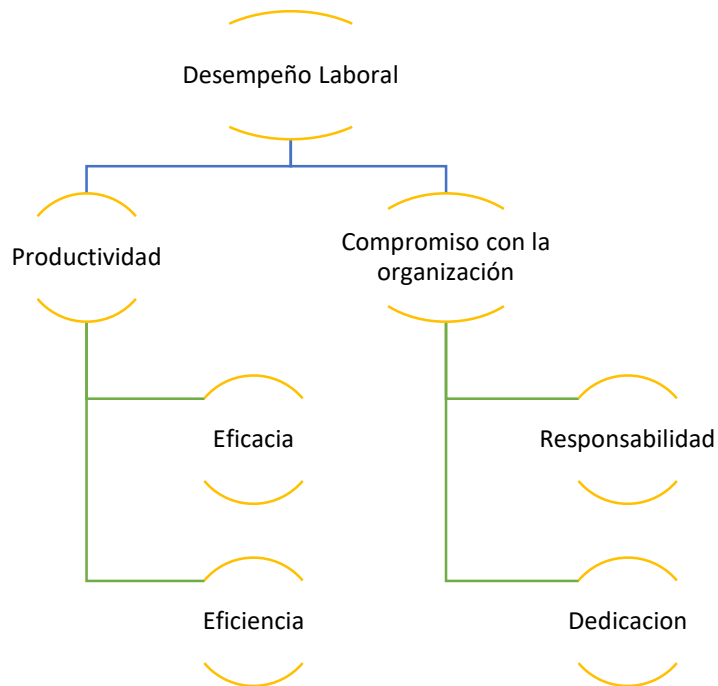 Desempeño Laboral
Productividad
Compromiso con la
organización
Eficacia
Responsabilidad
Eficiencia
Dedicacion